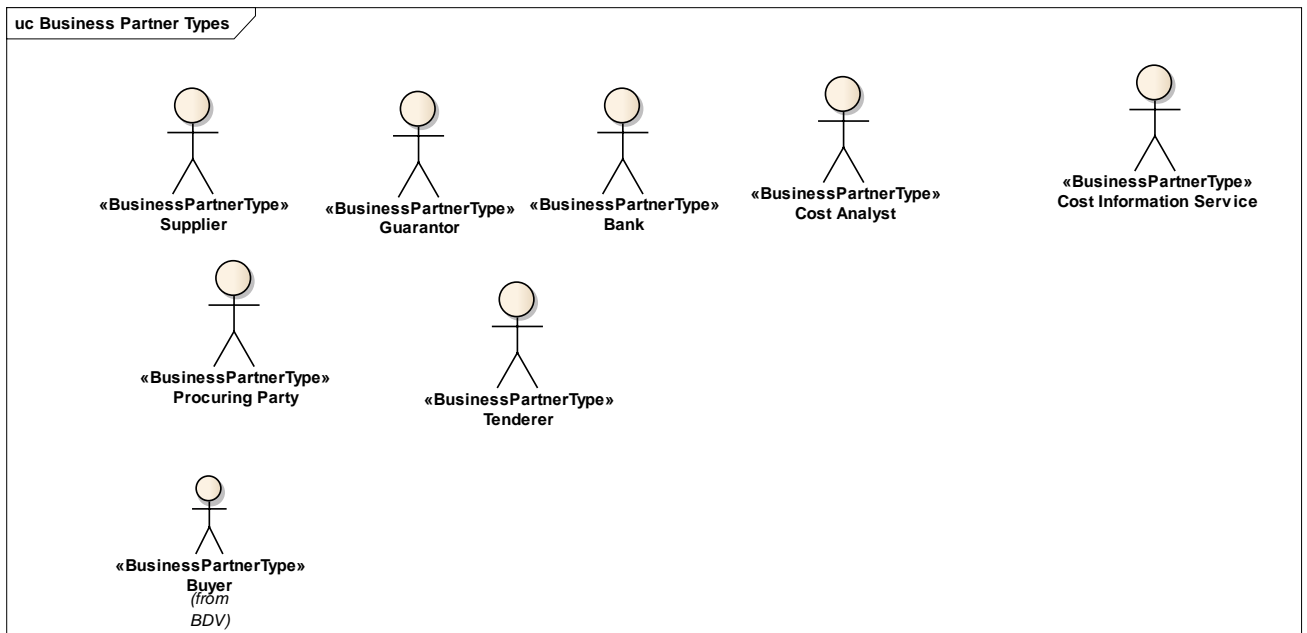 uc Business Partner Types
«BusinessPartnerType»
Supplier
«BusinessPartnerType»
Guarantor
«BusinessPartnerType»
Bank
«BusinessPartnerType»
Cost Analyst
«BusinessPartnerType»
Cost Information Service
«BusinessPartnerType»
Procuring Party
«BusinessPartnerType»
Tenderer
«BusinessPartnerType»
Buyer
(from
BDV)